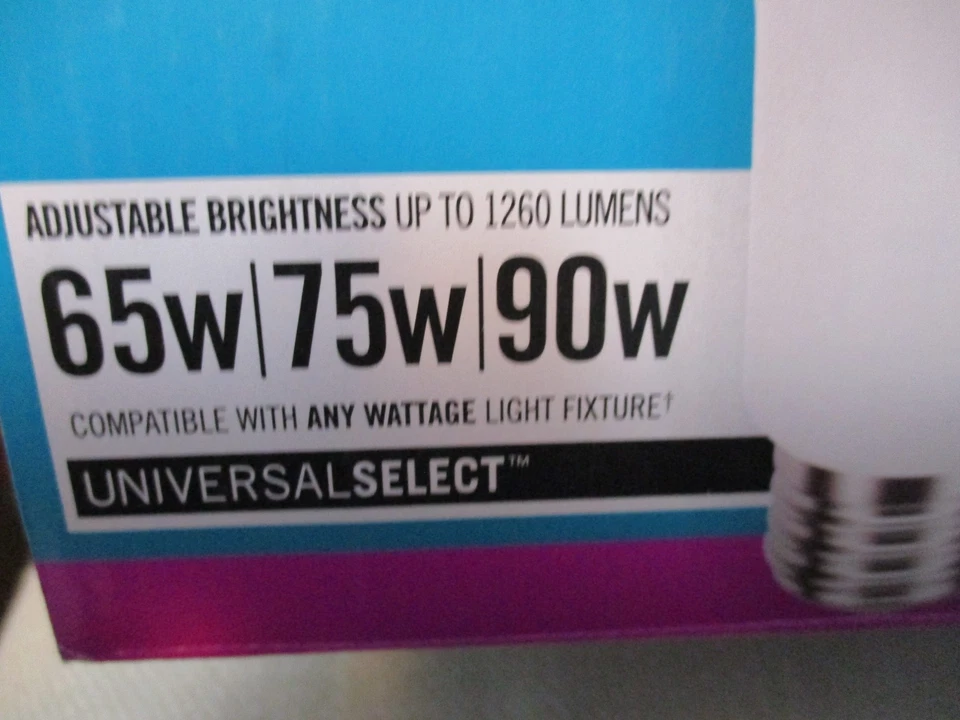 ADJUSTABLE BRIGHTNESS UP TO 1260 LUMENS
65w|75w|90w
COMPATIBLE WITH ANY WATTAGE LIGHT FIXTURE†
UNIVERSALSELECT™